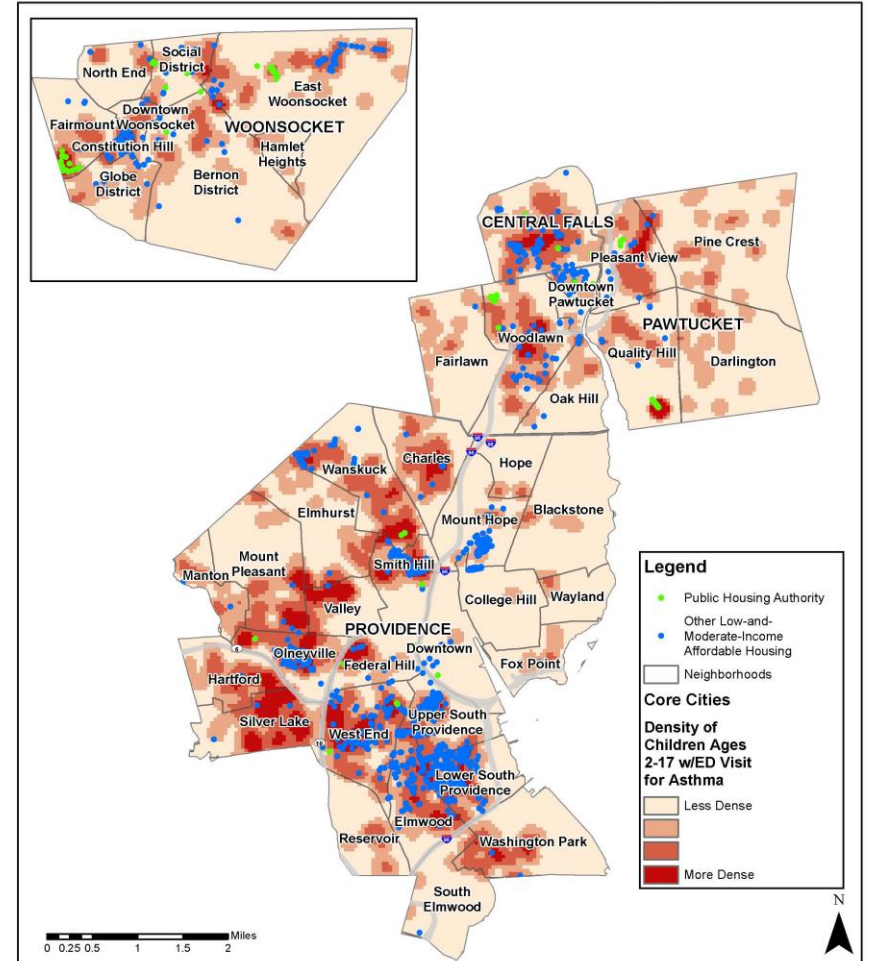 Social
District
North End
East
Woonsocket
Downtown
Woonsocket
Fairmount
WOONSOCKET
Constitution Hill
Hamlet
Heights
Globe
District
Bernon
District
CENTRAL FALLS
Pine Crest
Pleasant View
Downtown
Pawtucket
PAWTUCKET
Woodlawn
Quality Hill
Fairlawn
Darlington
Oak Hill
95
Charles
Hope
Wanskuck
Elmhurst
Mount Hope
Blackstone
Mount
Pleasant
Smith Hill
Manton
95
College Hill
Wayland
Valley
PROVIDENCE
6
Downtown
Olneyville
Federal Hill
Fox Point
Hartford
Silver Lake
Upper South
Providence
West End
10
Lower South
Providence
Elmwood
Reservoir
95
Washington Park
South
Elmwood
Legend
Public Housing Authority
Other Low-and-
Moderate-Income
Affordable Housing
Neighborhoods
Core Cities
Density of
Children Ages
2-17 w/ED Visit
for Asthma
Less Dense
More Dense
N
Miles
0 0.25 0.5 1 1.5 2